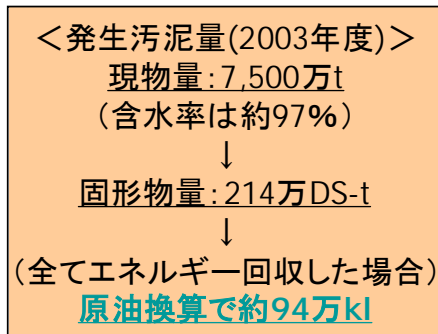 ＜発生汚泥量(2003年度)＞
現物量：7,500万t
（含水率は約97%）
↓
固形物量：214万DS-t
↓
（全てエネルギー回収した場合）
原油換算で約94万kl